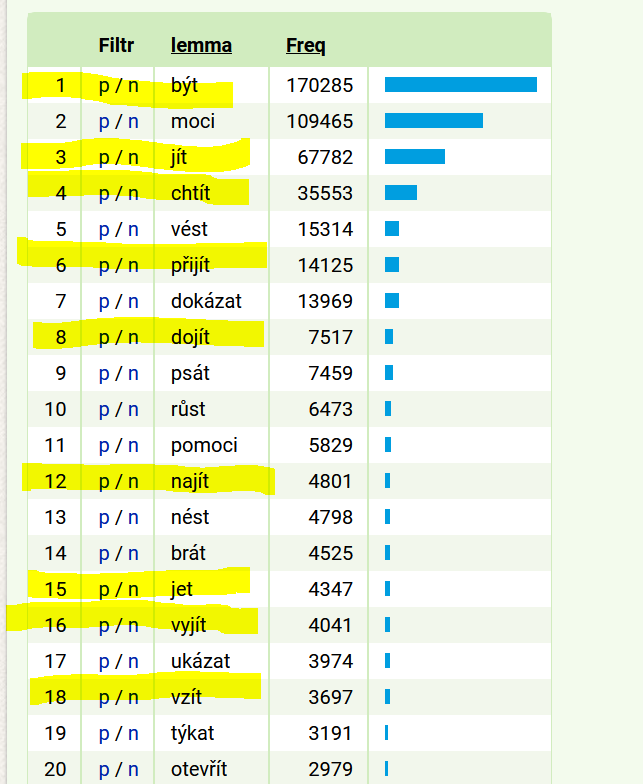 Filtr lemma Freq
1 p / n být 170285
2 p / n moci 109465
3 p / n jít 67782
4 p / n chtít 35553
5 p / n vést 15314
6 p / n přijít 14125
7 p / n dokázat 13969
8 p / n dojít 7517
9 p / n psát 7459
10 p / n růst 6473
11 p / n pomoci 5829
12 p / n najít 4801
13 p / n nést 4798
14 p / n brát 4525
15 p / n jet 4347
16 p / n vyjít 4041
17 p / n ukázat 3974
18 p / n vzít 3697
19 p / n týkat 3191
20 p / n otevřít 2979